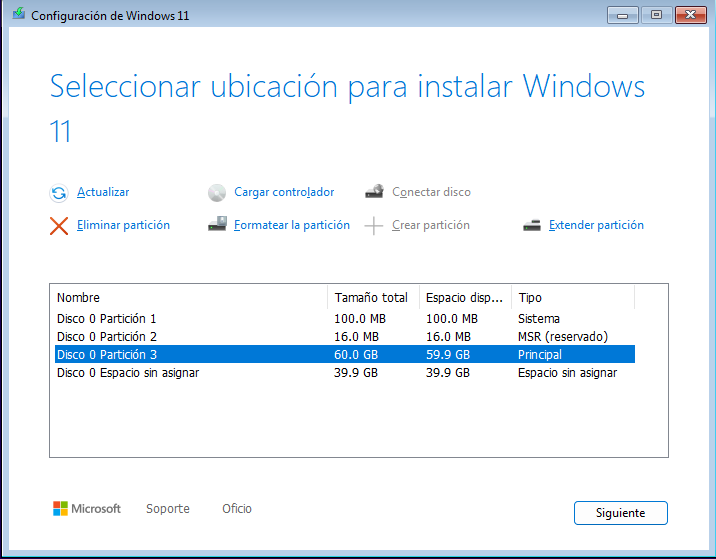 Configuración de Windows 11
Seleccionar ubicación para instalar Windows
11
Actualizar Cargar controlador Conectar disco
Eliminar partición Formatear la partición Crear partición Extender partición
Nombre Tamaño total Espacio disp... Tipo
Disco 0 Partición 1 100.0 MB 100.0 MB Sistema
Disco 0 Partición 2 16.0 MB 16.0 MB MSR (reservado)
Disco 0 Partición 3 60.0 GB 59.9 GB Principal
Disco 0 Espacio sin asignar 39.9 GB 39.9 GB Espacio sin asignar
Microsoft Soporte Oficio Siguiente